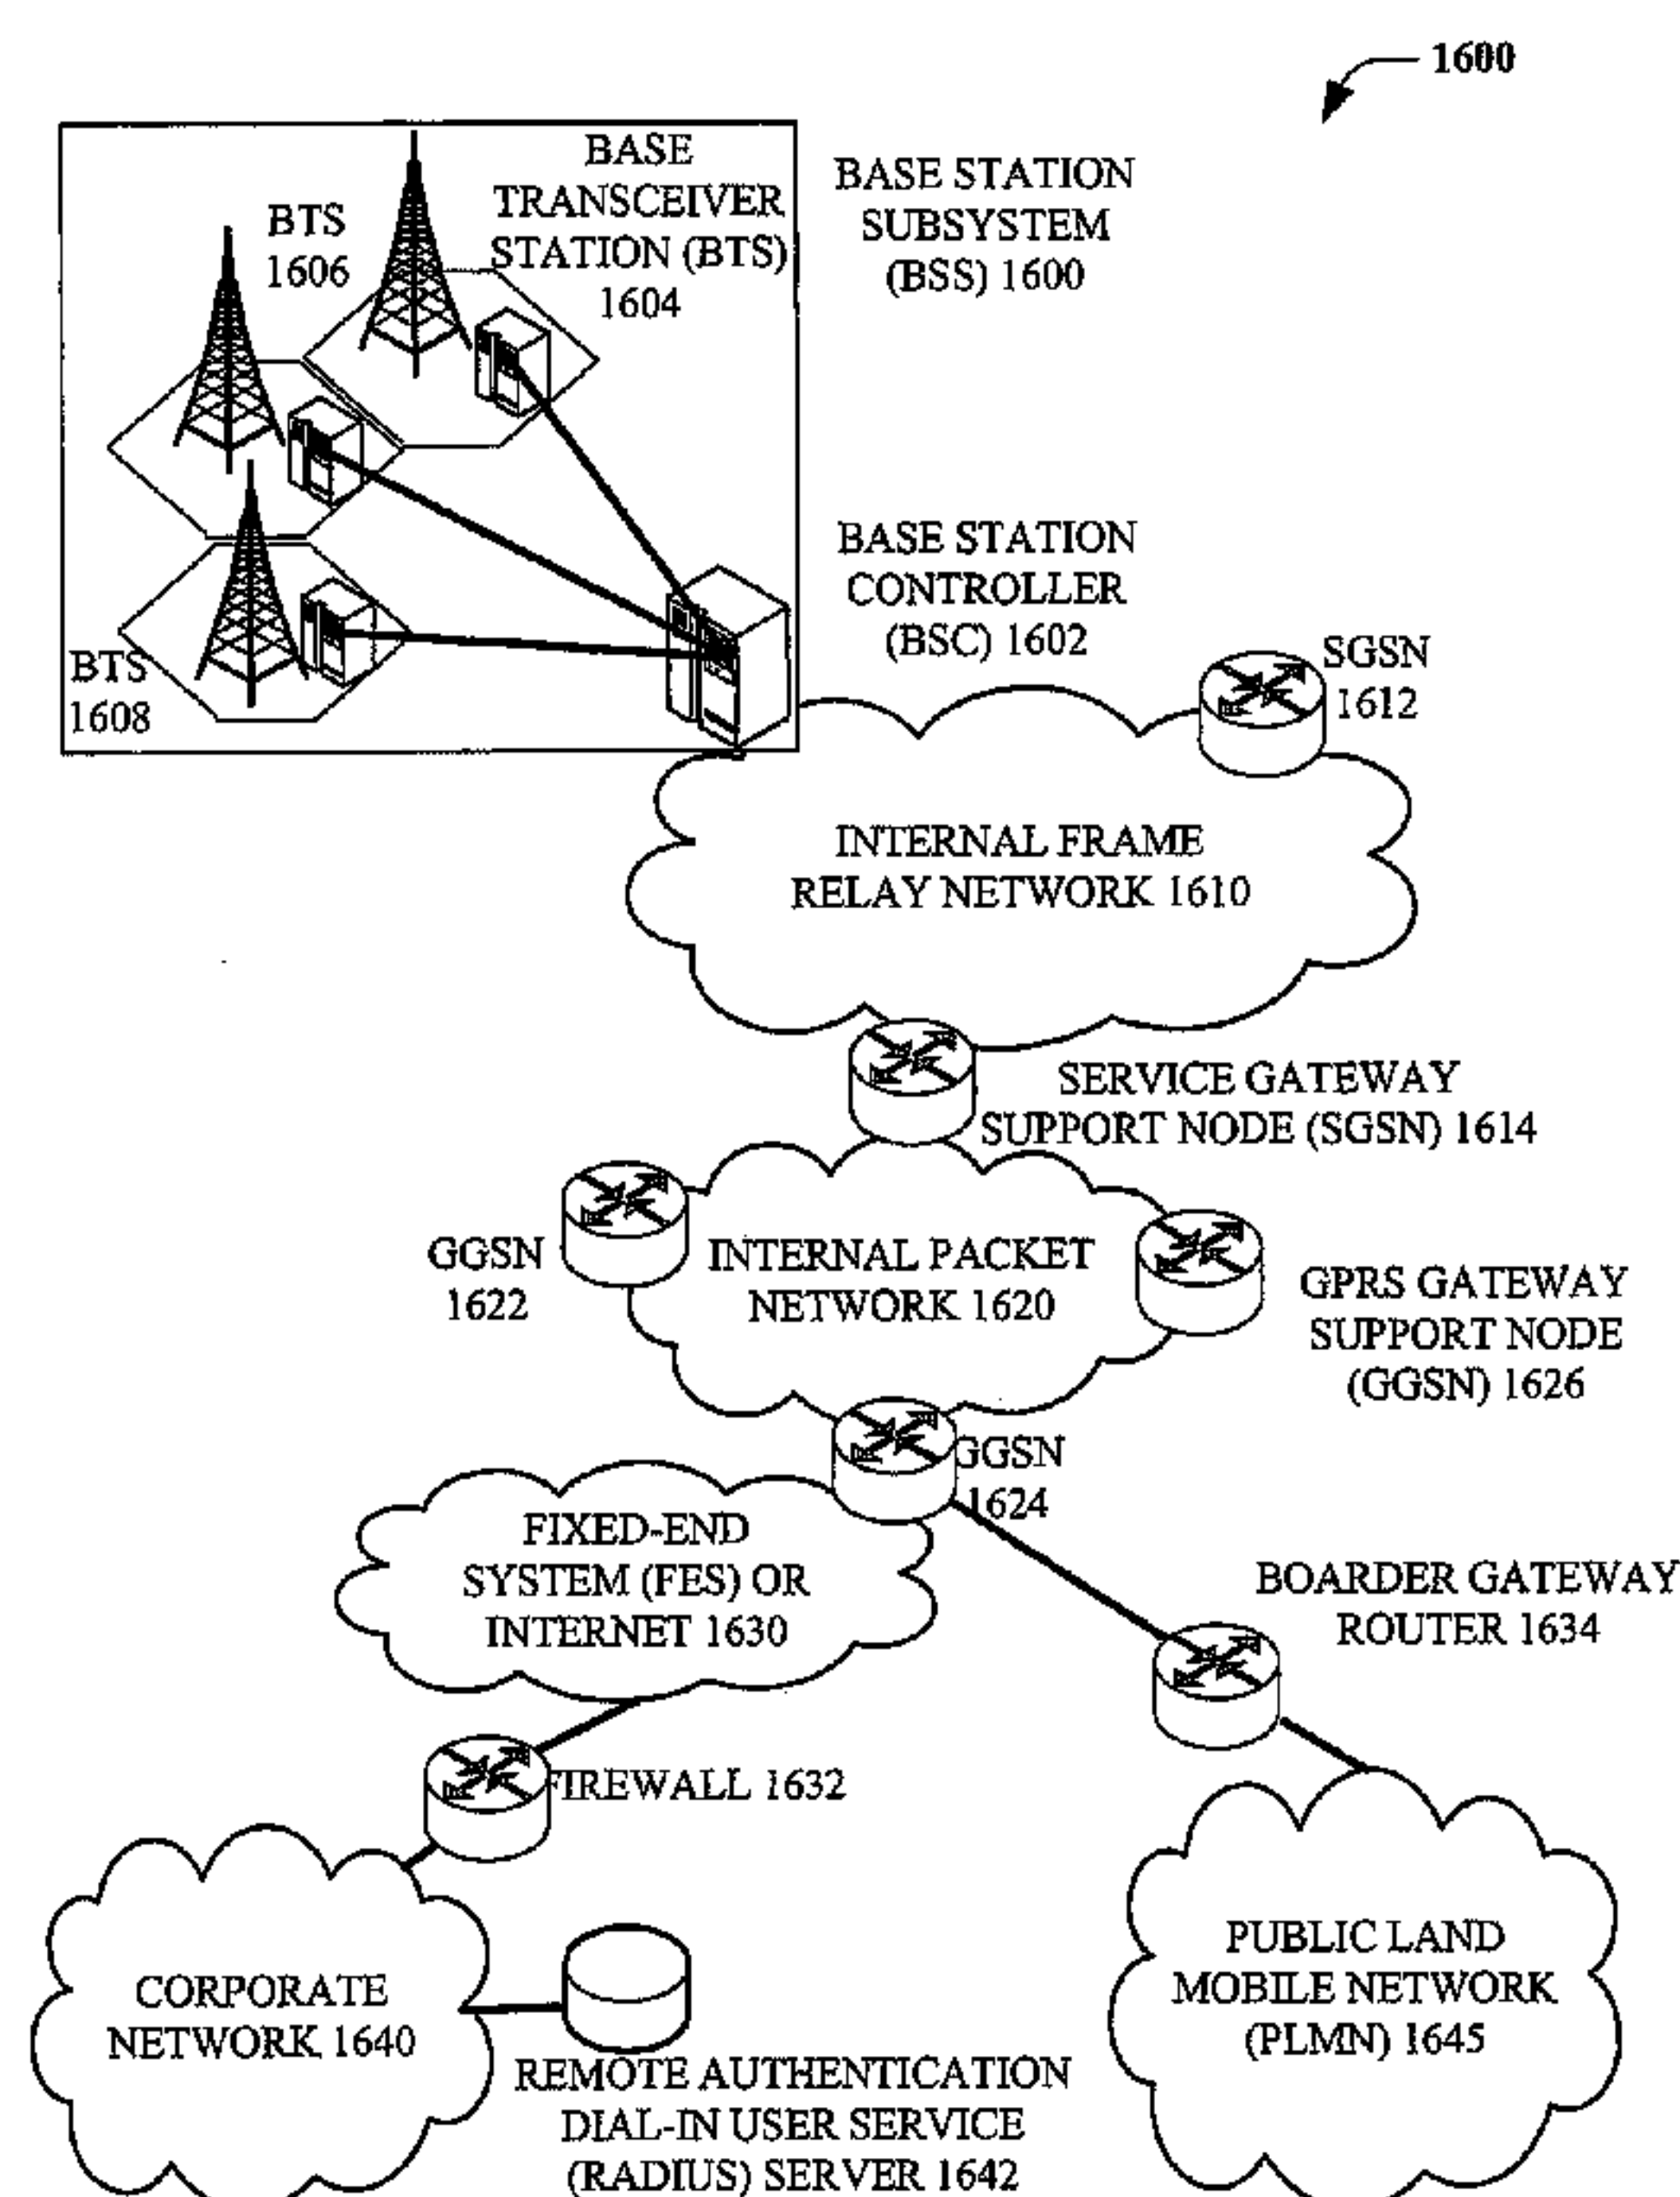 1600
BASE
TRANSCEIVER
STATION (BTS)
1604
BTS
1606
BASE STATION
SUBSYSTEM
(BSS) 1600
BTS
1608
BASE STATION
CONTROLLER
(BSC) 1602
SGSN
1612
INTERNAL FRAME
RELAY NETWORK 1610
SERVICE GATEWAY
SUPPORT NODE (SGSN) 1614
GGSN
1622
INTERNAL PACKET
NETWORK 1620
GPRS GATEWAY
SUPPORT NODE
(GGSN) 1626
GGSN
1624
FIXED-END
SYSTEM (FES) OR
INTERNET 1630
BOARDER GATEWAY
ROUTER 1634
FIREWALL 1632
CORPORATE
NETWORK 1640
PUBLIC LAND
MOBILE NETWORK
(PLMN) 1645
REMOTE AUTHENTICATION
DIAL-IN USER SERVICE
(RADIUS) SERVER 1642